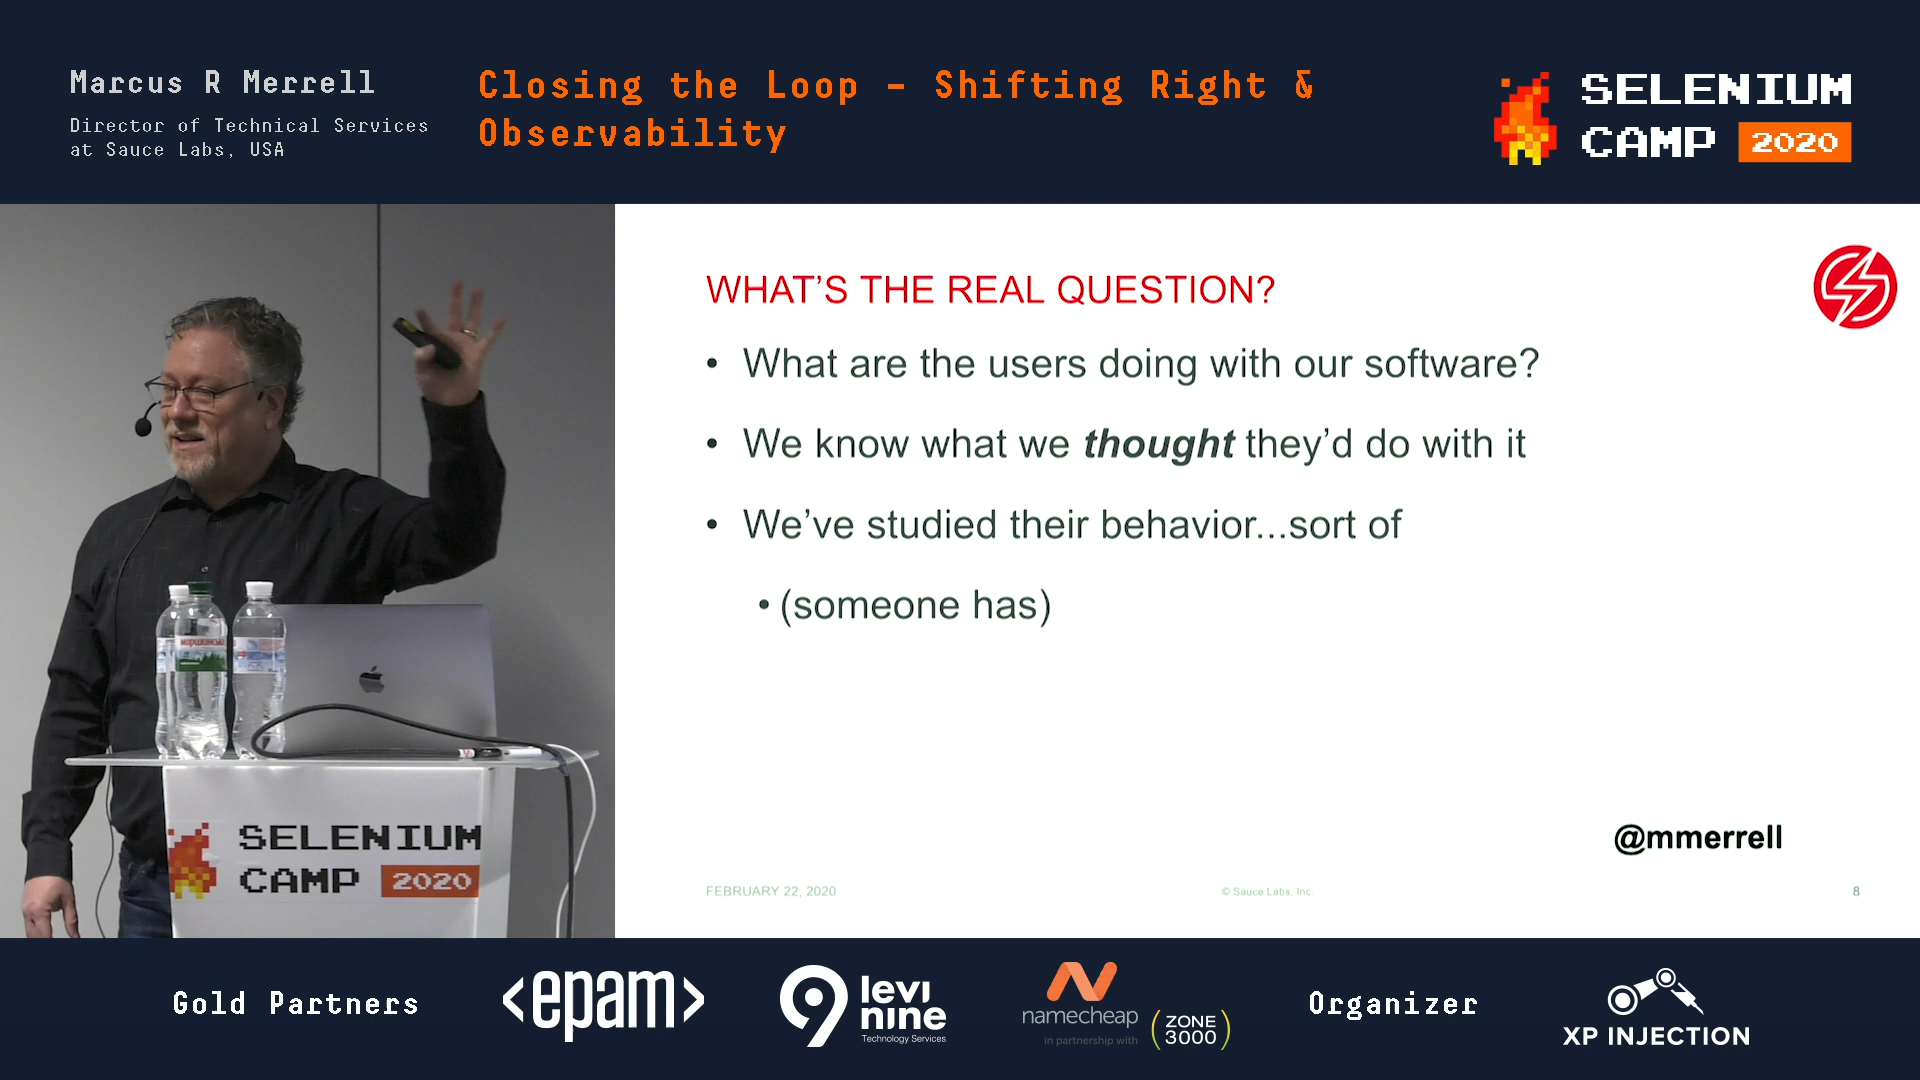 Marcus R Merrell
Director of Technical Services
at Sauce Labs, USA
Closing the Loop – Shifting Right &
Observability
SELENIUM
CAMP 2020
WHAT'S THE REAL QUESTION?
• What are the users doing with our software?
• We know what we thought they'd do with it
• We've studied their behavior...sort of
• (someone has)
@mmerrell
FEBRUARY 22, 2020
© Sauce Labs, Inc.
8
SELENIUM
CAMP 2020
Gold Partners
<epam>
levi
nine
Technology Services
namecheap
in partnership with
(ZONE
3000)
Organizer
XP INJECTION